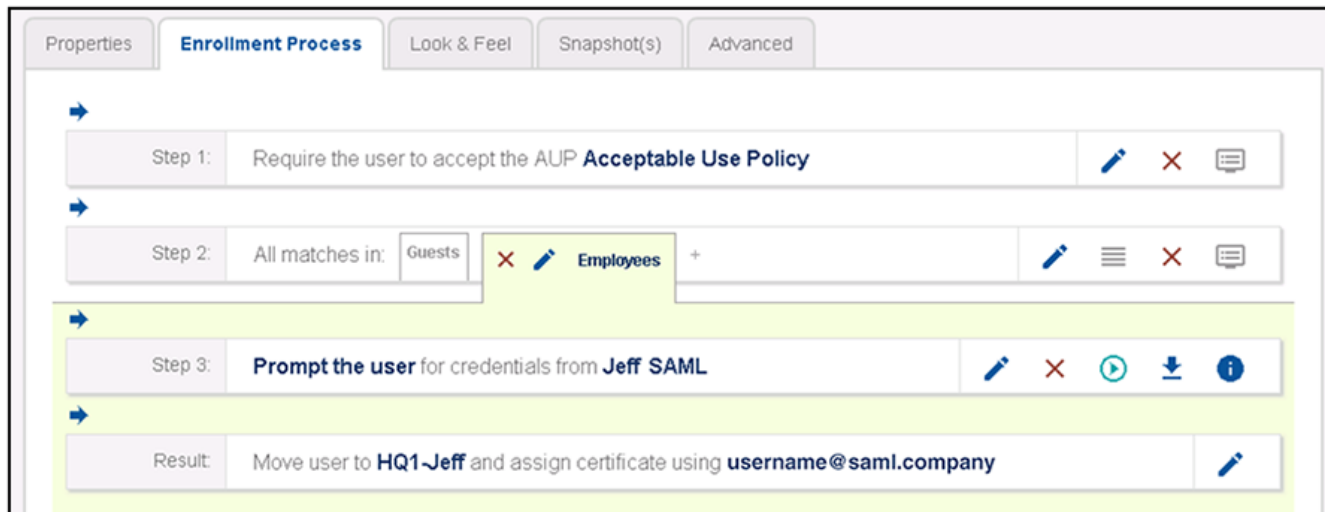 Properties Enrollment Process Look & Feel Snapshot(s) Advanced
Step 1: Require the user to accept the AUP Acceptable Use Policy
Step 2: All matches in: Guests Employees +
Step 3: Prompt the user for credentials from Jeff SAML
Result: Move user to HQ1-Jeff and assign certificate using username@saml.company